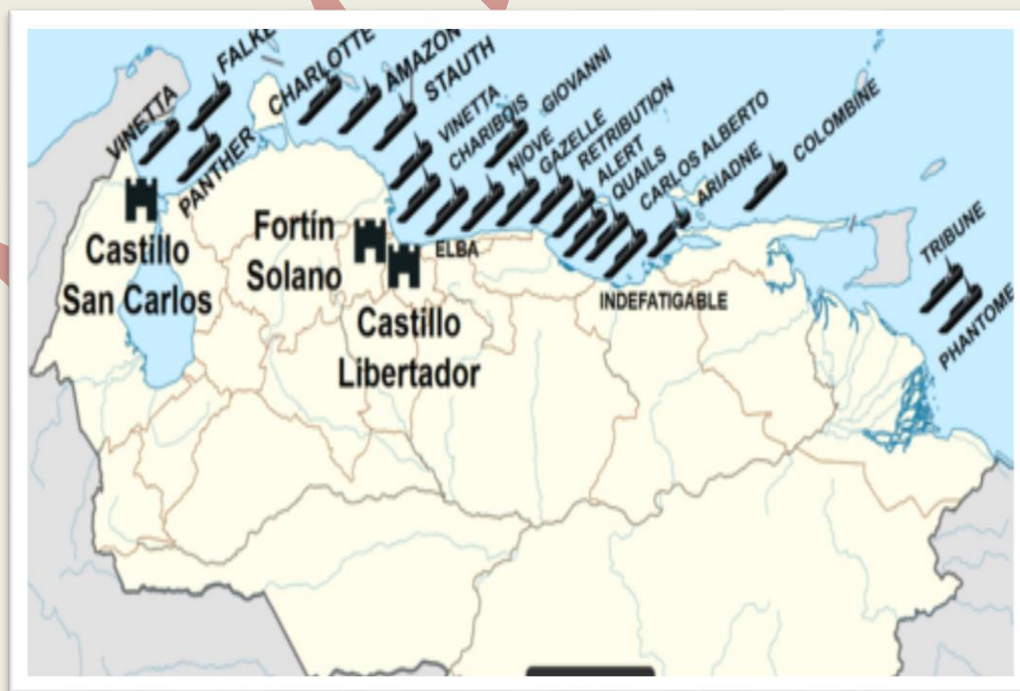 FALKE
VINETTA
PANTHER
CHARLOTTE
AMAZON
STAUTH
VINETTA
CHARIBOIS
GIOVANNI
NIOVE
GAZELLE
RETRIBUTION
ALERT
QUAILS
CARLOS ALBERTO
ARIADNE
COLOMBINE
TRIBUNE
PHANTOME
Castillo
San Carlos
Fortín
Solano
ELBA
Castillo
Libertador
INDEFATIGABLE